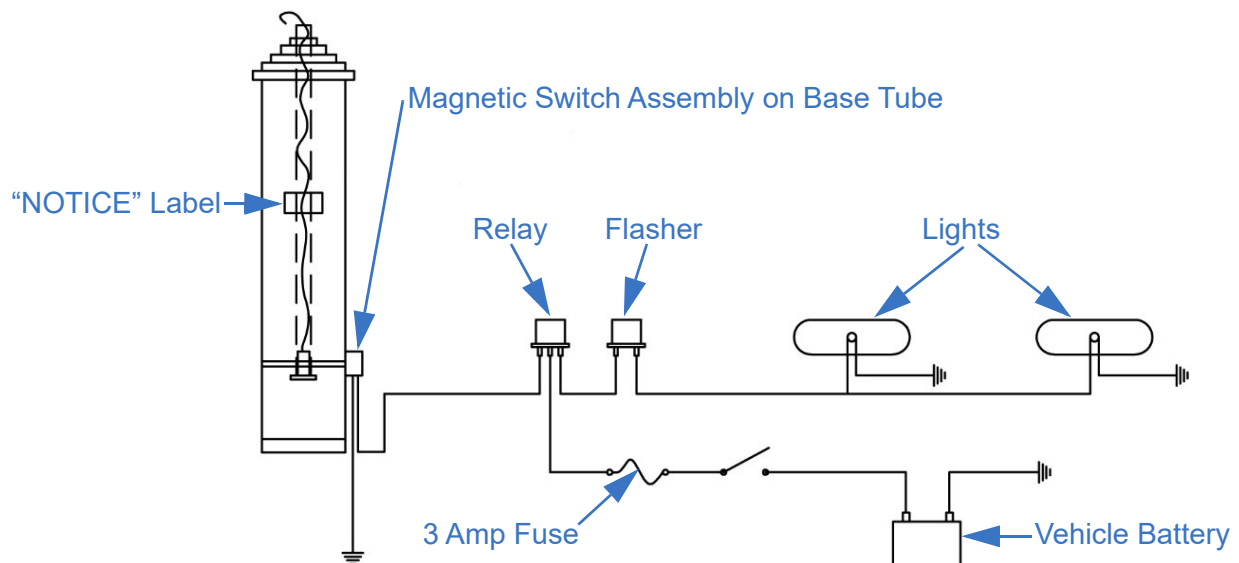 Magnetic Switch Assembly on Base Tube
“NOTICE” Label
Relay
Flasher
Lights
3 Amp Fuse
Vehicle Battery